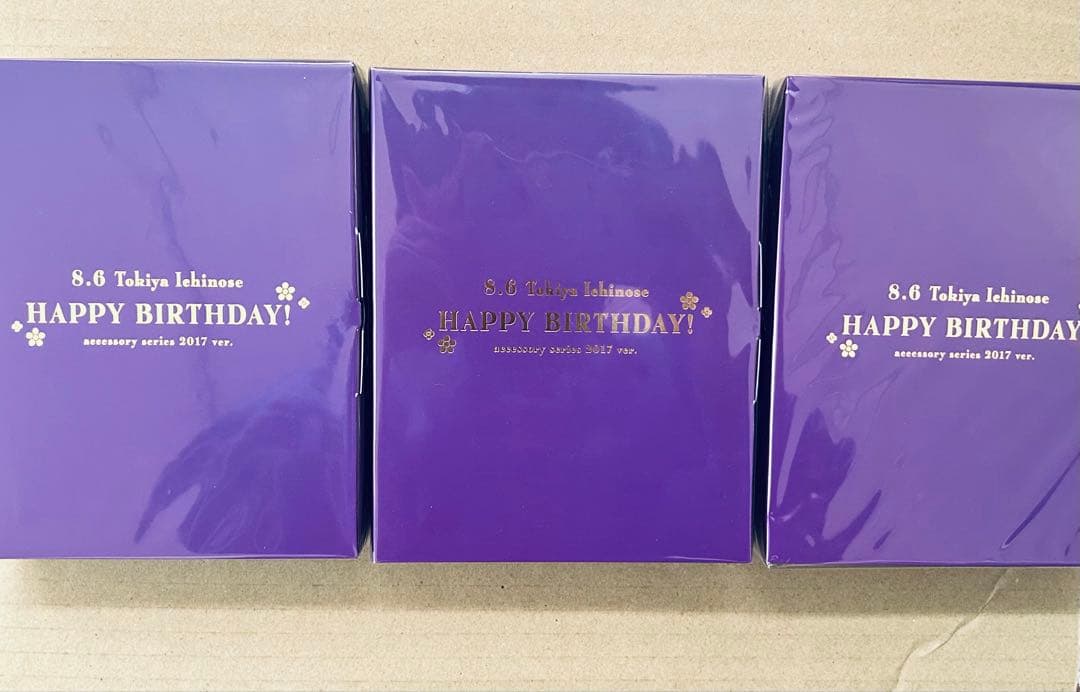 8.6 Tokiya Ichinose
HAPPY BIRTHDAY!
accessory series 2017 ver.
8.6 Tokiya Ichinose
HAPPY BIRTHDAY!
accessory series 2017 ver.
8.6 Tokiya Ichinose
HAPPY BIRTHDAY
accessory series 2017 ver.